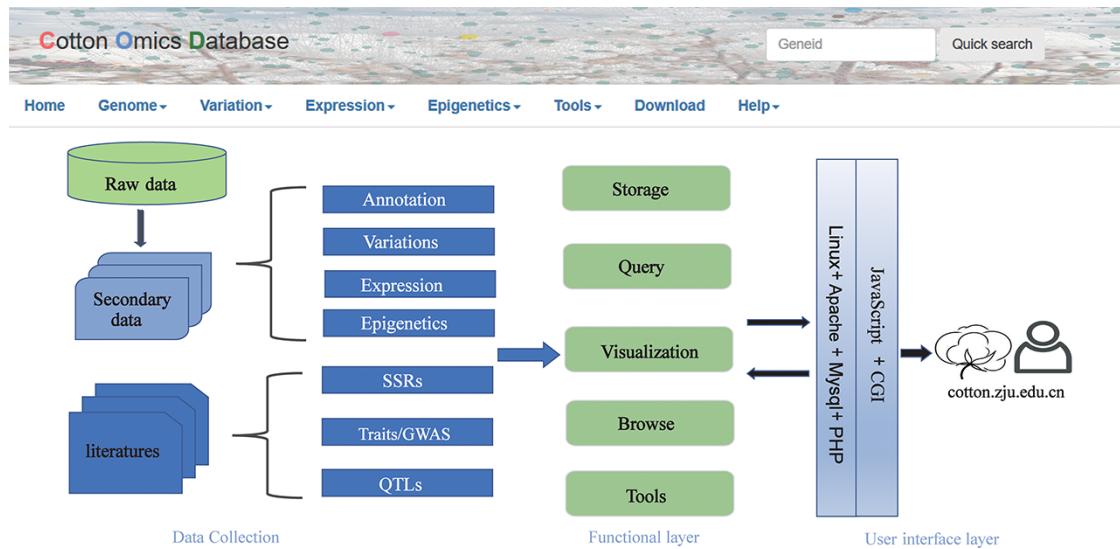 Cotton Omics Database
Geneid
Quick search
Home Genome Variation Expression Epigenetics Tools Download Help
Raw data
Secondary
data
literatures
Annotation
Variations
Expression
Epigenetics
SSRs
Traits/GWAS
QTLs
Storage
Query
Visualization
Browse
Tools
Linux+ Apache + Mysql+ PHP
JavaScript + CGI
cotton.zju.edu.cn
Data Collection
Functional layer
User interface layer